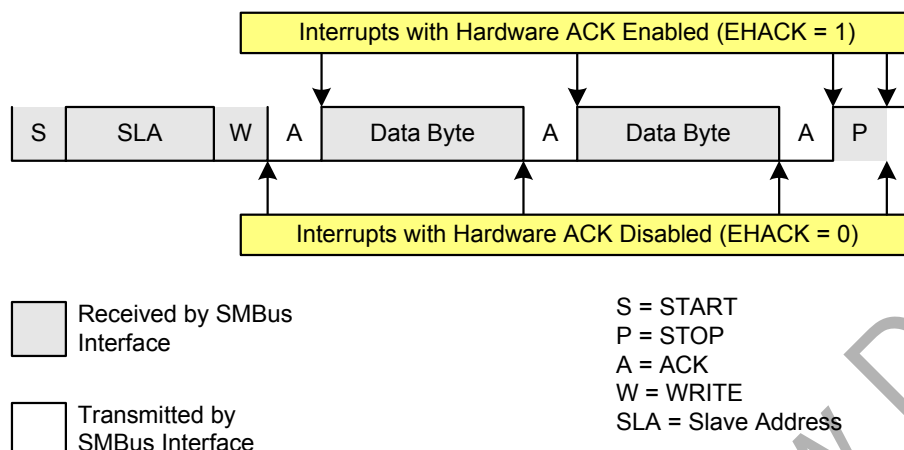 Interrupts with Hardware ACK Enabled (EHACK = 1)
S SLA W A Data Byte A Data Byte A P
Interrupts with Hardware ACK Disabled (EHACK = 0)
Received by SMBus
Interface
Transmitted by
SMBus Interface
S = START
P = STOP
A = ACK
W = WRITE
SLA = Slave Address